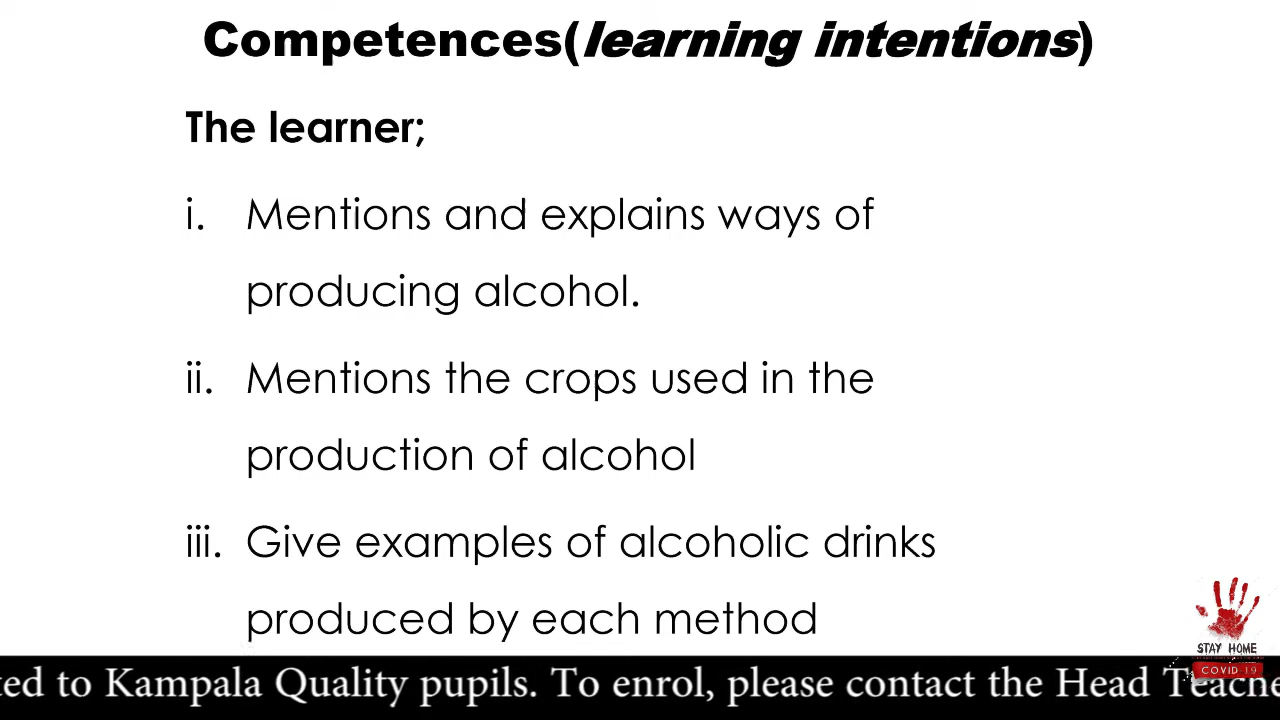 Competences(learning intentions)
The learner;
i. Mentions and explains ways of
producing alcohol.
ii. Mentions the crops used in the
production of alcohol
iii. Give examples of alcoholic drinks
produced by each method
STAY HOME
COVID-19
ted to Kampala Quality pupils. To enrol, please contact the Head Teache